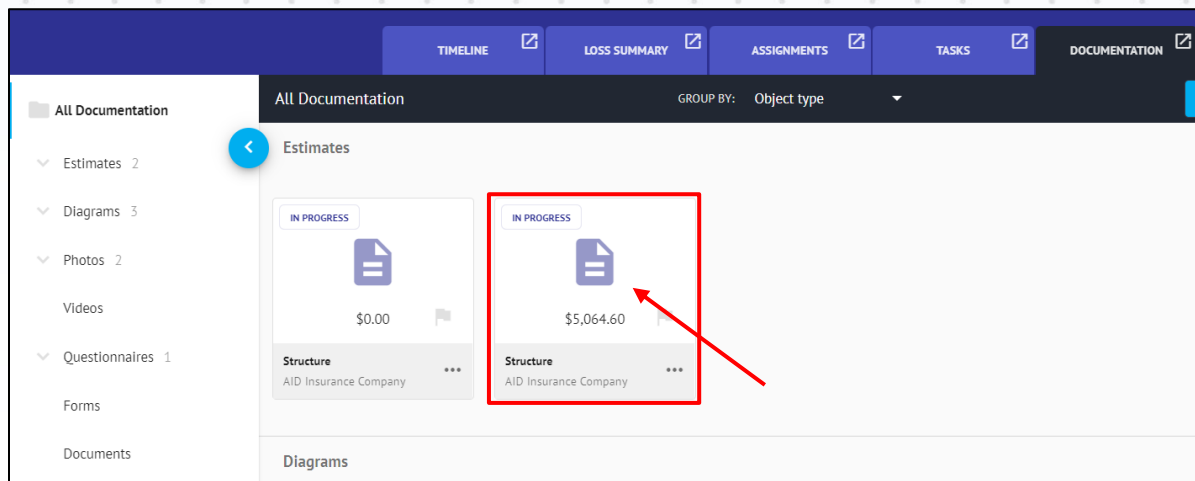 TIMELINE
LOSS SUMMARY
ASSIGNMENTS
TASKS
DOCUMENTATION
All Documentation
Estimates 2
Diagrams 3
Photos 2
Videos
Questionnaires 1
Forms
Documents
All Documentation
GROUP BY: Object type
Estimates
IN PROGRESS
$0.00
Structure
AID Insurance Company
IN PROGRESS
$5,064.60
Structure
AID Insurance Company
Diagrams